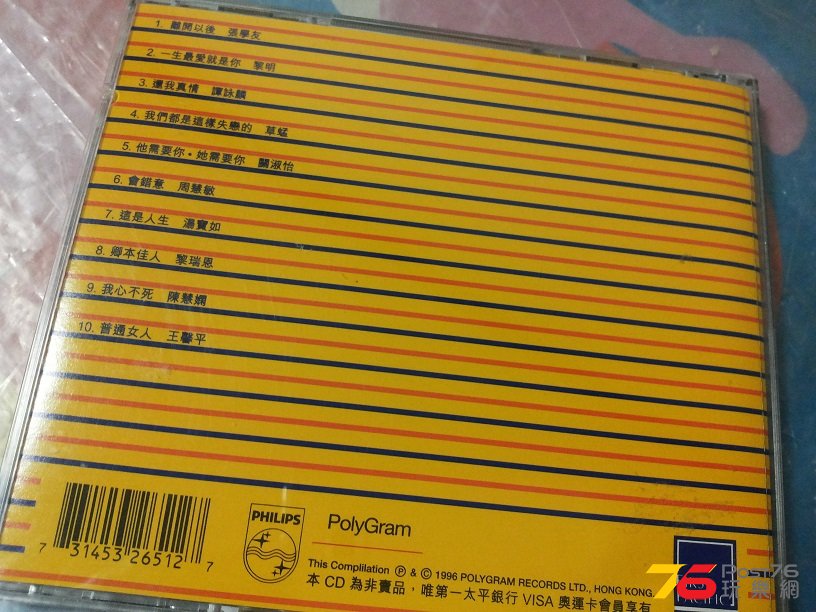 1. 離開以後 張學友
2. 一生最愛就是你 黎明
3. 還我真情 譚詠麟
4. 我們都是這樣失戀的 草蜢
5. 他需要你・她需要你 關淑怡
6. 會錯意 周慧敏
7. 這是人生 湯寶如
8. 卿本佳人 黎瑞恩
9. 我心不死 陳慧嫻
10. 普通女人 王馨平
7 31453 26512 7
PHILIPS
PolyGram
This Complilation ℗ & © 1996 POLYGRAM RECORDS LTD., HONG KONG.
本 CD 為非賣品，唯第一太平銀行 VISA 奧運卡會員享有
76 Post76
玩樂網